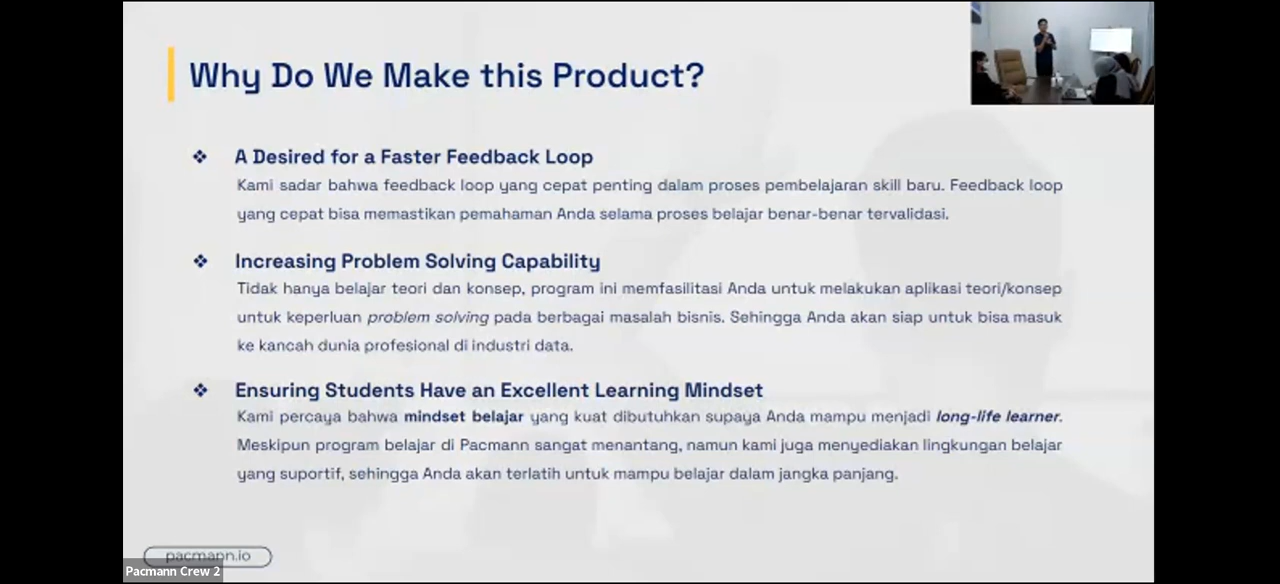 Why Do We Make this Product?
❖ A Desired for a Faster Feedback Loop
Kami sadar bahwa feedback loop yang cepat penting dalam proses pembelajaran skill baru. Feedback loop
yang cepat bisa memastikan pemahaman Anda selama proses belajar benar-benar tervalidasi.
❖ Increasing Problem Solving Capability
Tidak hanya belajar teori dan konsep, program ini memfasilitasi Anda untuk melakukan aplikasi teori/konsep
untuk keperluan problem solving pada berbagai masalah bisnis. Sehingga Anda akan siap untuk bisa masuk
ke kancah dunia profesional di industri data.
❖ Ensuring Students Have an Excellent Learning Mindset
Kami percaya bahwa mindset belajar yang kuat dibutuhkan supaya Anda mampu menjadi long-life learner.
Meskipun program belajar di Pacmann sangat menantang, namun kami juga menyediakan lingkungan belajar
yang suportif, sehingga Anda akan terlatih untuk mampu belajar dalam jangka panjang.
pacmann.io
Pacmann Crew 2